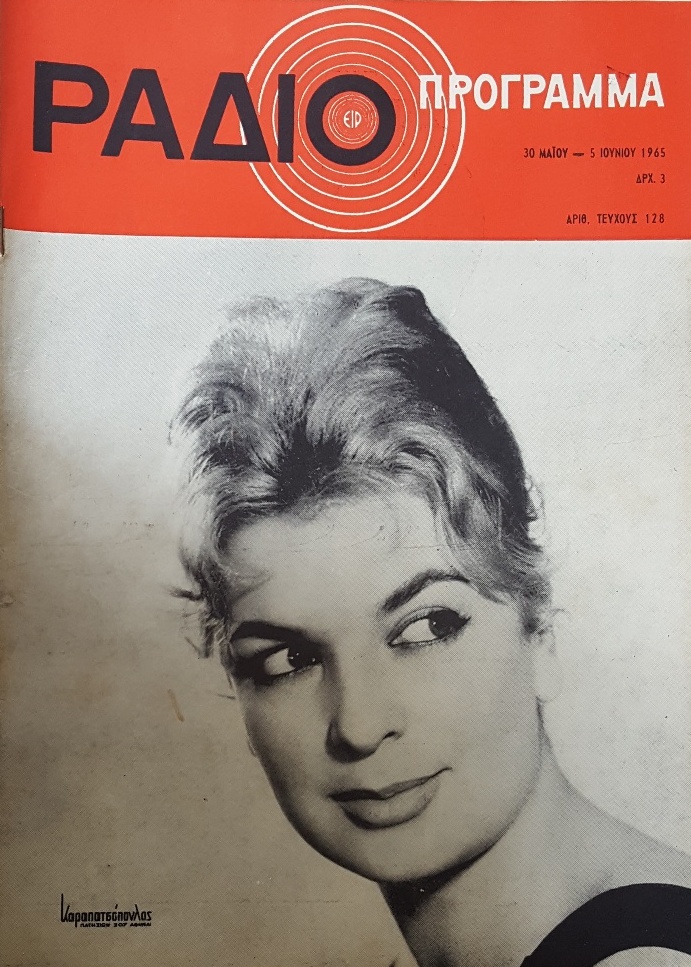 ΡΑΔΙΟ
ΕΙΡ
ΠΡΟΓΡΑΜΜΑ
30 ΜΑΪΟΥ — 5 ΙΟΥΝΙΟΥ 1965
ΔΡΧ. 3
ΑΡΙΘ. ΤΕΥΧΟΥΣ 128
Καραπατσόπουλος